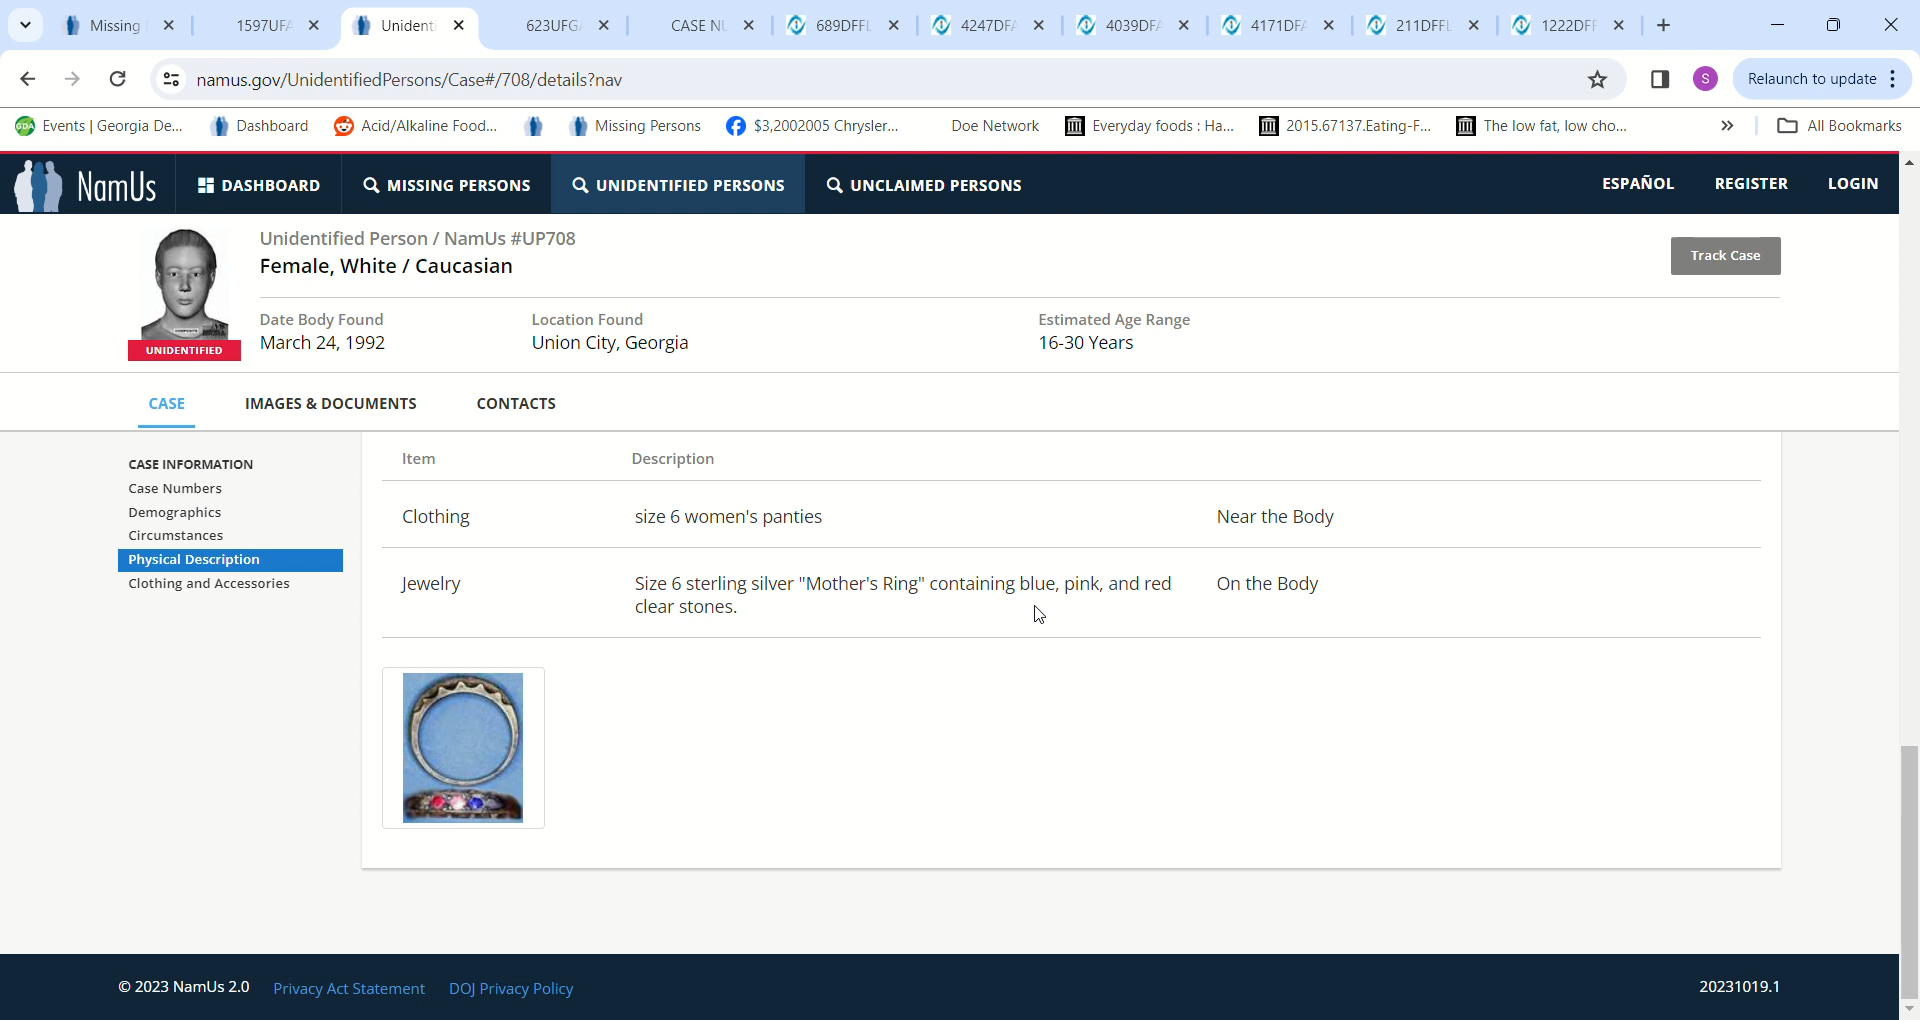 Missing
1597UFA
Unident
623UFG
CASE NU
689DFFL
4247DFA
4039DFA
4171DFA
211DFFL
1222DFF
namus.gov/UnidentifiedPersons/Case#/708/details?nav
S
Relaunch to update
Events | Georgia De...
Dashboard
Acid/Alkaline Food...
Missing Persons
$3,2002005 Chrysler...
Doe Network
Everyday foods : Ha...
2015.67137.Eating-F...
The low fat, low cho...
»
All Bookmarks
NamUs
DASHBOARD
MISSING PERSONS
UNIDENTIFIED PERSONS
UNCLAIMED PERSONS
ESPAÑOL
REGISTER
LOGIN
Unidentified Person / NamUs #UP708
Female, White / Caucasian
Track Case
UNIDENTIFIED
Date Body Found
March 24, 1992
Location Found
Union City, Georgia
Estimated Age Range
16-30 Years
CASE
IMAGES & DOCUMENTS
CONTACTS
CASE INFORMATION
Case Numbers
Demographics
Circumstances
Physical Description
Clothing and Accessories
Item
Description
Clothing
size 6 women's panties
Near the Body
Jewelry
Size 6 sterling silver "Mother's Ring" containing blue, pink, and red
clear stones.
On the Body
© 2023 NamUs 2.0
Privacy Act Statement
DOJ Privacy Policy
20231019.1